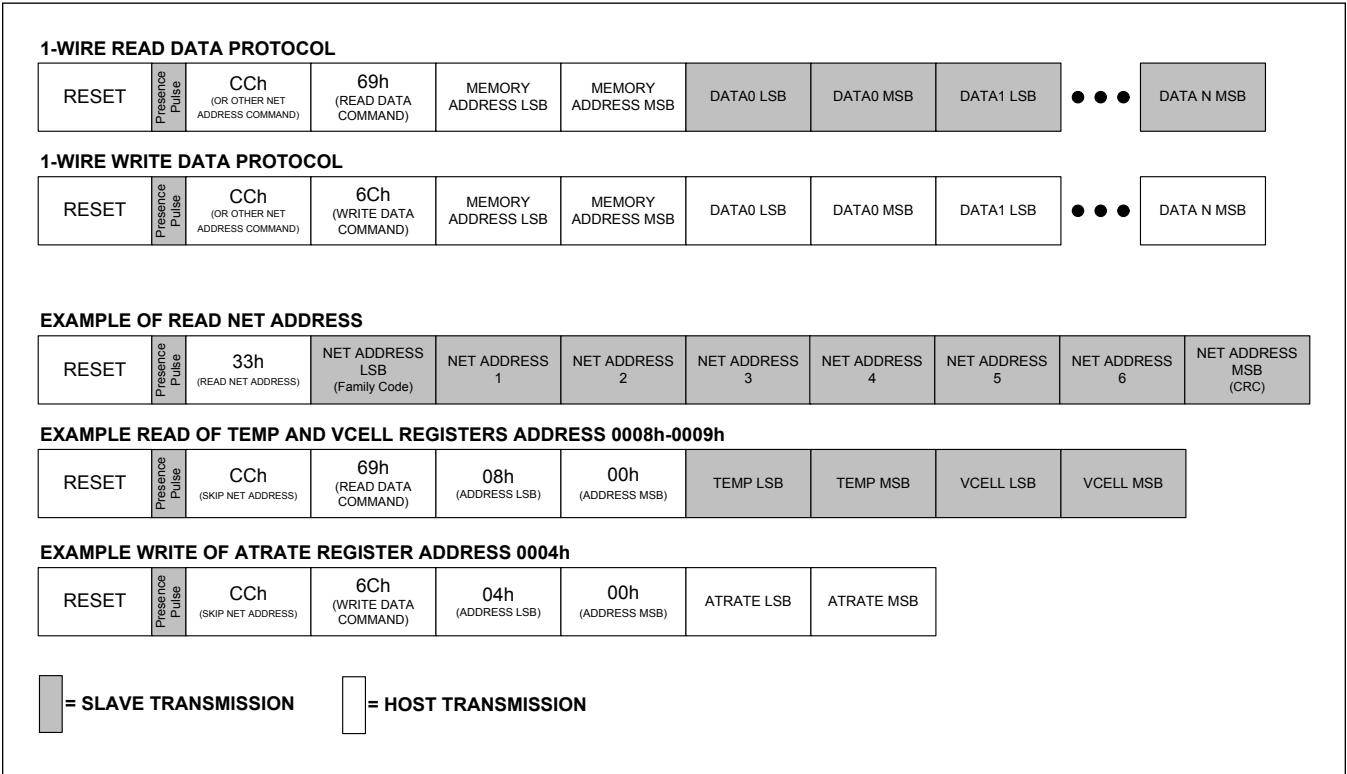 1-WIRE READ DATA PROTOCOL
RESET
Presence
Pulse
CCh
(OR OTHER NET
ADDRESS COMMAND)
69h
(READ DATA
COMMAND)
MEMORY
ADDRESS LSB
MEMORY
ADDRESS MSB
DATA0 LSB
DATA0 MSB
DATA1 LSB
DATA N MSB
1-WIRE WRITE DATA PROTOCOL
RESET
Presence
Pulse
CCh
(OR OTHER NET
ADDRESS COMMAND)
6Ch
(WRITE DATA
COMMAND)
MEMORY
ADDRESS LSB
MEMORY
ADDRESS MSB
DATA0 LSB
DATA0 MSB
DATA1 LSB
DATA N MSB
EXAMPLE OF READ NET ADDRESS
RESET
Presence
Pulse
33h
(READ NET ADDRESS)
NET ADDRESS
LSB
(Family Code)
NET ADDRESS
1
NET ADDRESS
2
NET ADDRESS
3
NET ADDRESS
4
NET ADDRESS
5
NET ADDRESS
6
NET ADDRESS
MSB
(CRC)
EXAMPLE READ OF TEMP AND VCELL REGISTERS ADDRESS 0008h-0009h
RESET
Presence
Pulse
CCh
(SKIP NET ADDRESS)
69h
(READ DATA
COMMAND)
08h
(ADDRESS LSB)
00h
(ADDRESS MSB)
TEMP LSB
TEMP MSB
VCELL LSB
VCELL MSB
EXAMPLE WRITE OF ATRATE REGISTER ADDRESS 0004h
RESET
Presence
Pulse
CCh
(SKIP NET ADDRESS)
6Ch
(WRITE DATA
COMMAND)
04h
(ADDRESS LSB)
00h
(ADDRESS MSB)
ATRATE LSB
ATRATE MSB
= SLAVE TRANSMISSION
= HOST TRANSMISSION